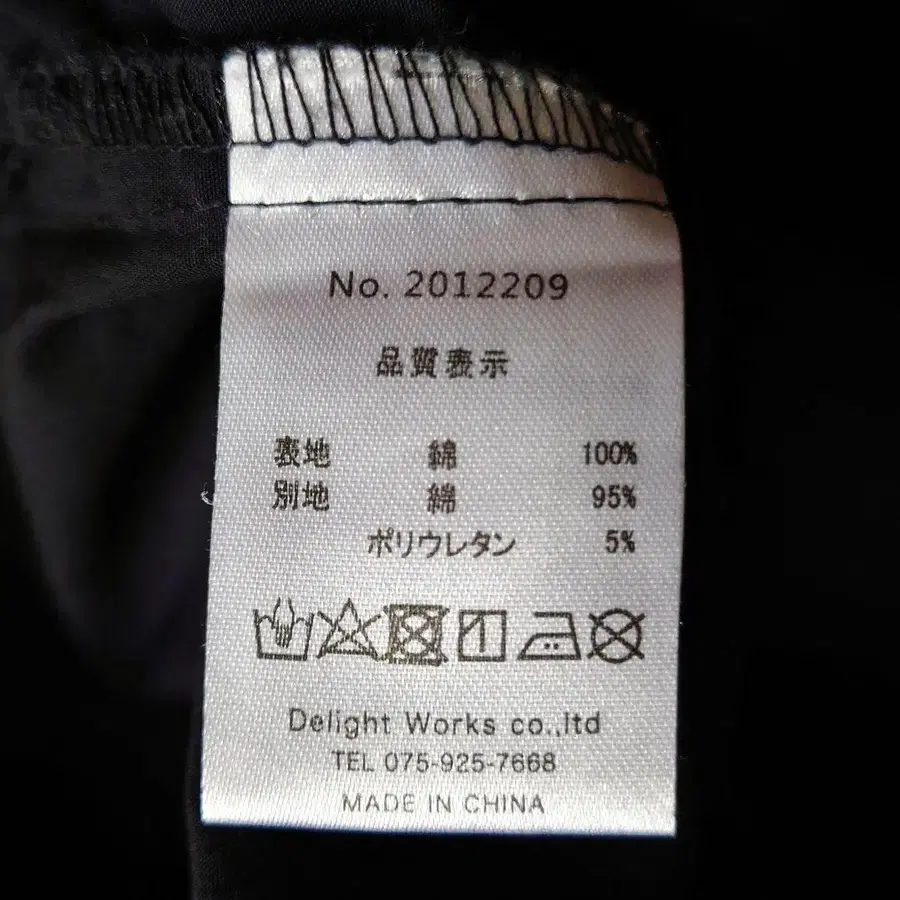 No. 2012209
品質表示
表地 綿 100%
別地 綿 95%
ポリウレタン 5%
Delight Works co.,ltd
TEL 075-925-7668
MADE IN CHINA